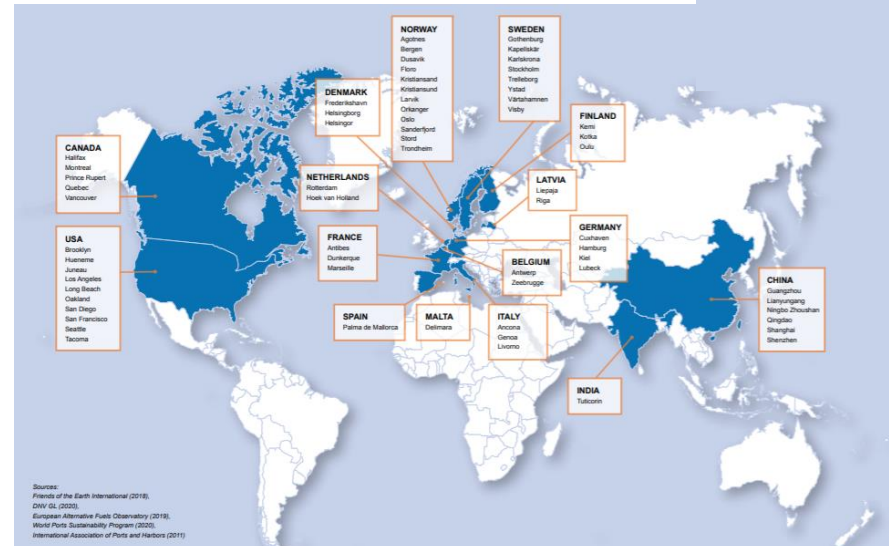 NORWAY
Agotnes
Bergen
Dusavik
Floro
Kristiansand
Kristiansund
Larvik
Orkanger
Oslo
Sanderfjord
Stord
Trondheim
SWEDEN
Gothenburg
Kapellskär
Karlskrona
Stockholm
Trelleborg
Ystad
Värtahamnen
Visby
DENMARK
Frederikshavn
Helsingborg
Helsingor
FINLAND
Kemi
Kotka
Oulu
CANADA
Halifax
Montreal
Prince Rupert
Quebec
Vancouver
NETHERLANDS
Rotterdam
Hoek van Holland
LATVIA
Liepaja
Riga
USA
Brooklyn
Hueneme
Juneau
Los Angeles
Long Beach
Oakland
San Diego
San Francisco
Seattle
Tacoma
FRANCE
Antibes
Dunkerque
Marseille
GERMANY
Cuxhaven
Hamburg
Kiel
Lubeck
BELGIUM
Antwerp
Zeebrugge
CHINA
Guangzhou
Lianyungang
Ningbo Zhoushan
Qingdao
Shanghai
Shenzhen
SPAIN
Palma de Mallorca
MALTA
Delimara
ITALY
Ancona
Genoa
Livorno
INDIA
Tuticorin
Sources:
Friends of the Earth International (2018),
DNV GL (2020),
European Alternative Fuels Observatory (2019),
World Ports Sustainability Program (2020),
International Association of Ports and Harbors (2011)